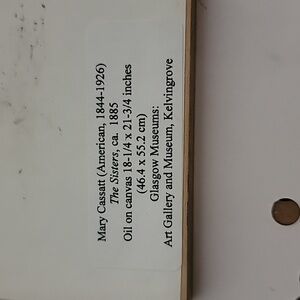 Mary Cassatt (American, 1844-1926)
The Sisters, ca. 1885
Oil on canvas 18-1/4 x 21-3/4 inches
(46.4 x 55.2 cm)
Glasgow Museums:
Art Gallery and Museum, Kelvingrove